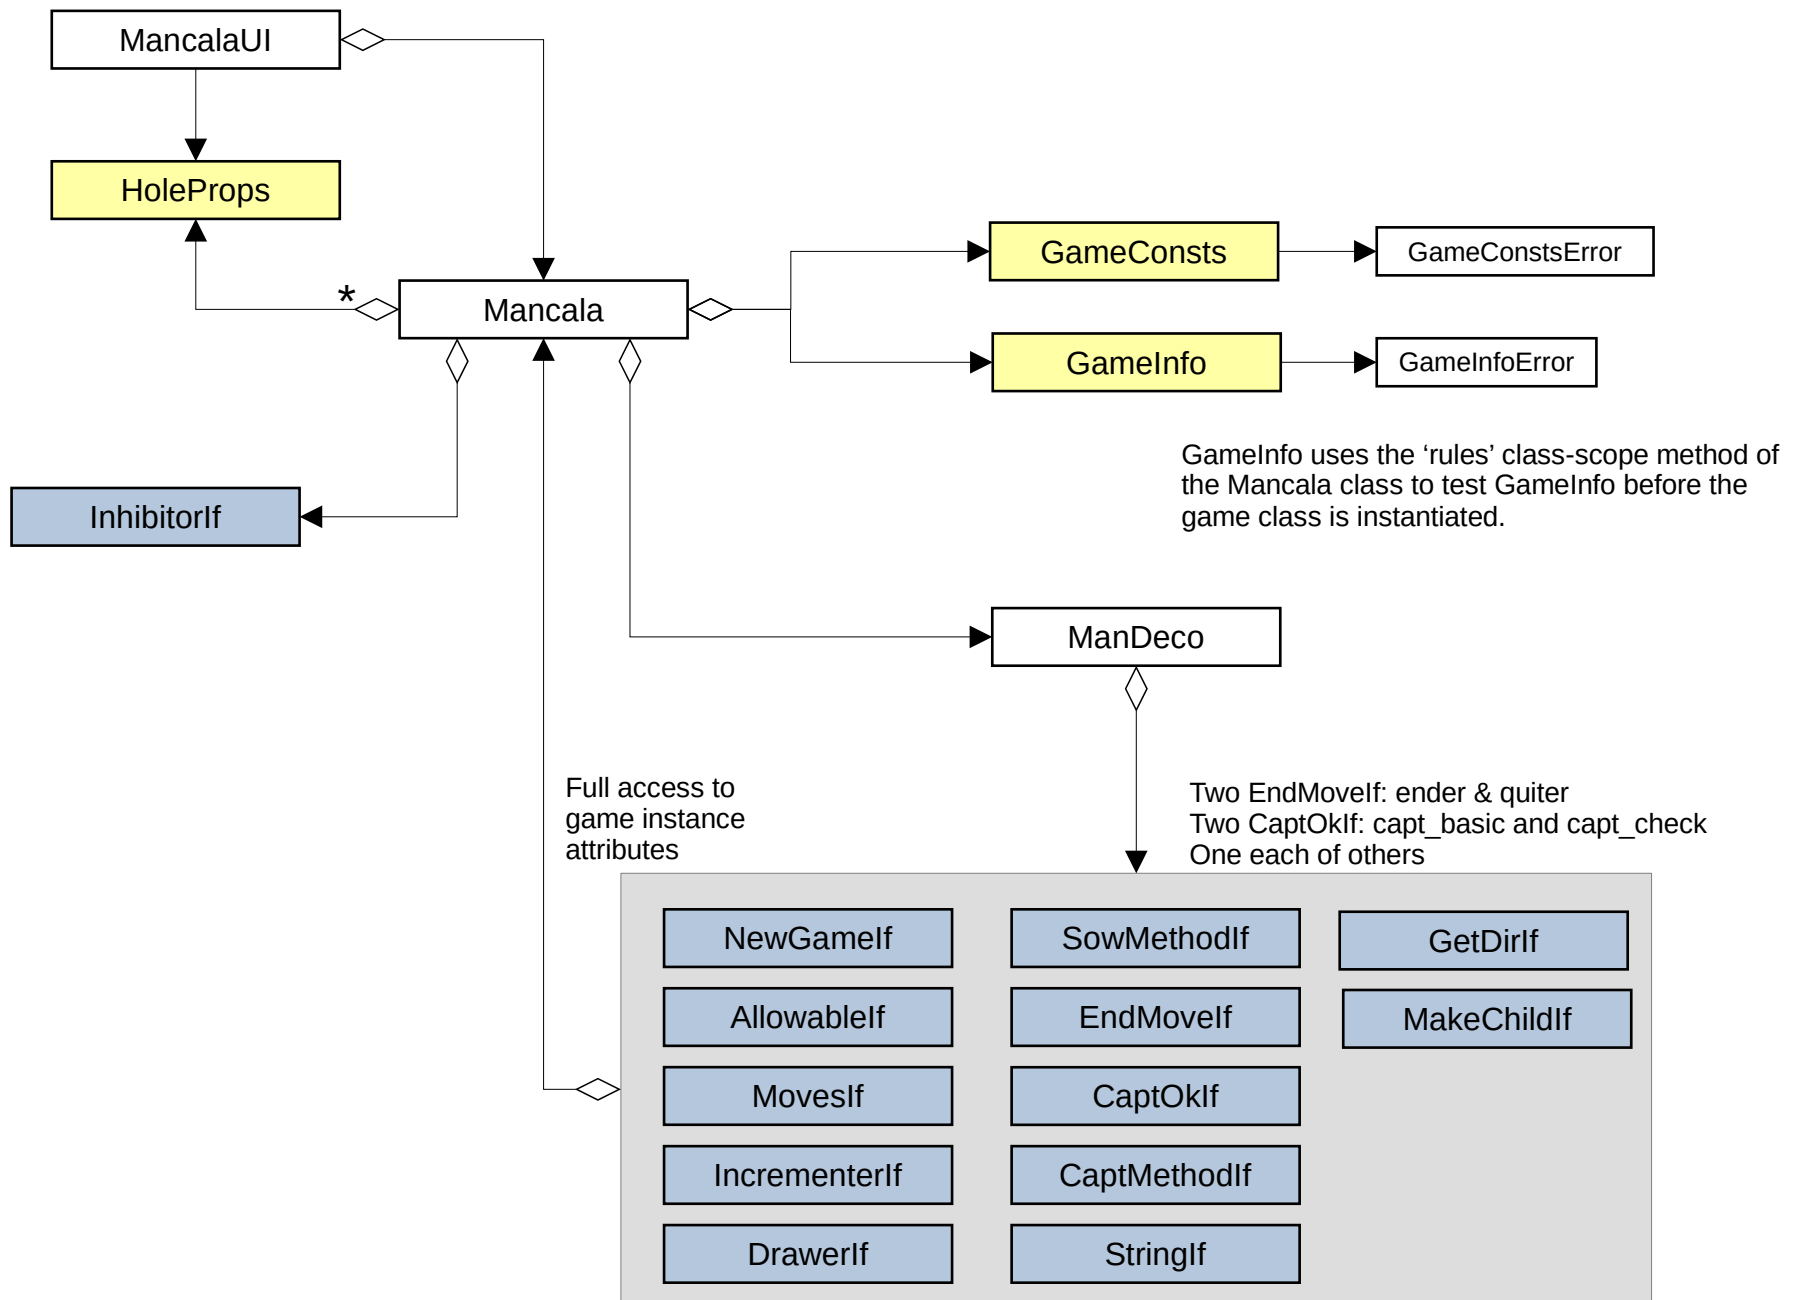 MancalaUI
HoleProps
*
Mancala
GameConsts
GameConstsError
GameInfo
GameInfoError
GameInfo uses the ‘rules’ class-scope method of
the Mancala class to test GameInfo before the
game class is instantiated.
InhibitorIf
ManDeco
Full access to
game instance
attributes
Two EndMoveIf: ender & quiter
Two CaptOkIf: capt_basic and capt_check
One each of others
NewGameIf
SowMethodIf
GetDirIf
AllowableIf
EndMoveIf
MakeChildIf
MovesIf
CaptOkIf
IncrementerIf
CaptMethodIf
DrawerIf
StringIf